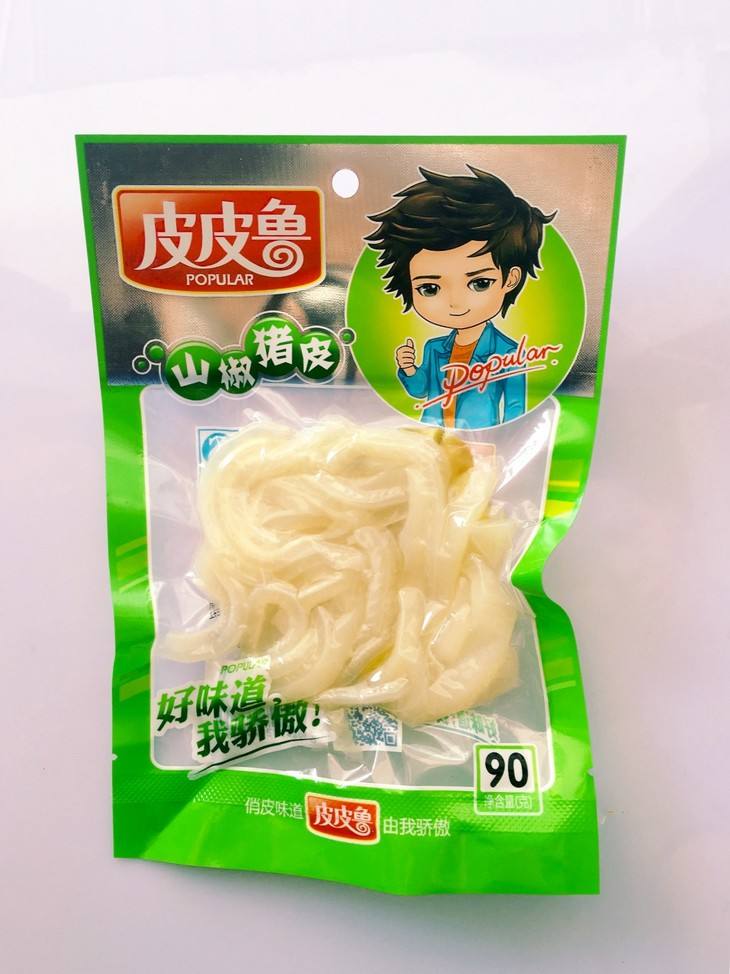 皮皮鲁
POPULAR
山椒猪皮
Popular
POPULAR
好味道,
我骄傲!
90
净含量(克)
俏皮味道 皮皮鲁 由我骄傲